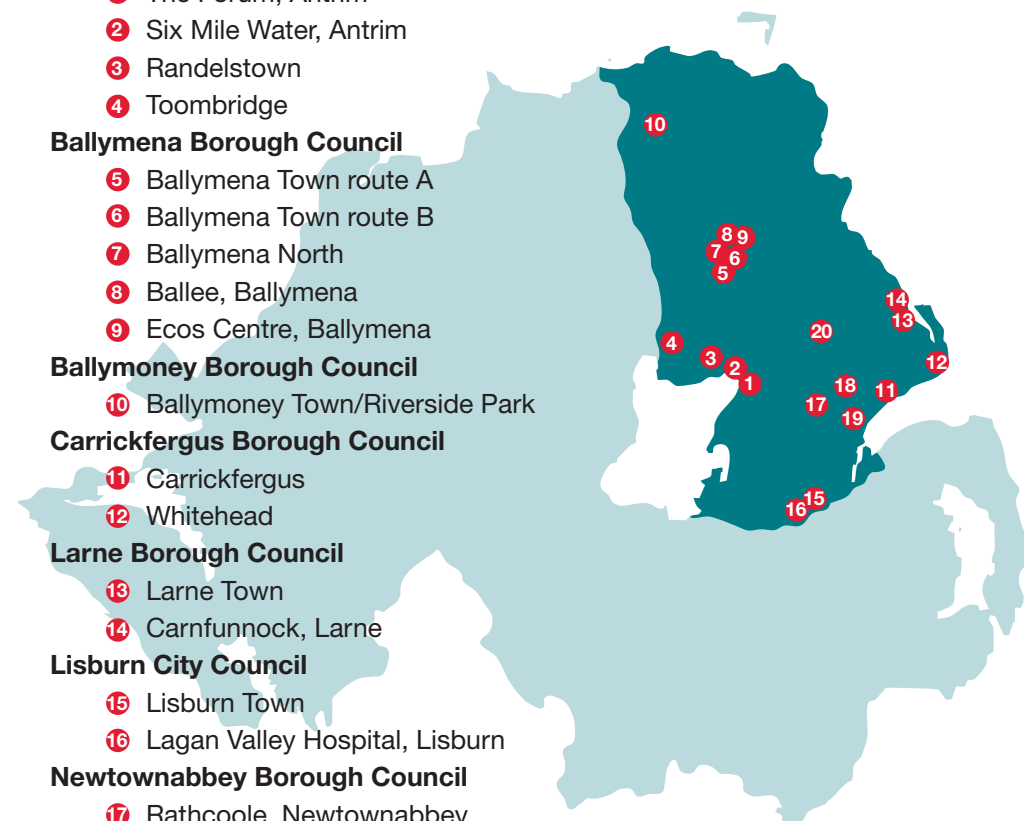 2 Six Mile Water, Antrim
3 Randelstown
4 Toombridge
Ballymena Borough Council
5 Ballymena Town route A
6 Ballymena Town route B
7 Ballymena North
8 Ballee, Ballymena
9 Ecos Centre, Ballymena
Ballymoney Borough Council
10 Ballymoney Town/Riverside Park
Carrickfergus Borough Council
11 Carrickfergus
12 Whitehead
Larne Borough Council
13 Larne Town
14 Carnfunnock, Larne
Lisburn City Council
15 Lisburn Town
16 Lagan Valley Hospital, Lisburn
Newtownabbey Borough Council
17 Rathcoole, Newtownabbey
10
8 9
7 6
5
14
13
20
4
3
2
12
1
18
11
17
19
15
16